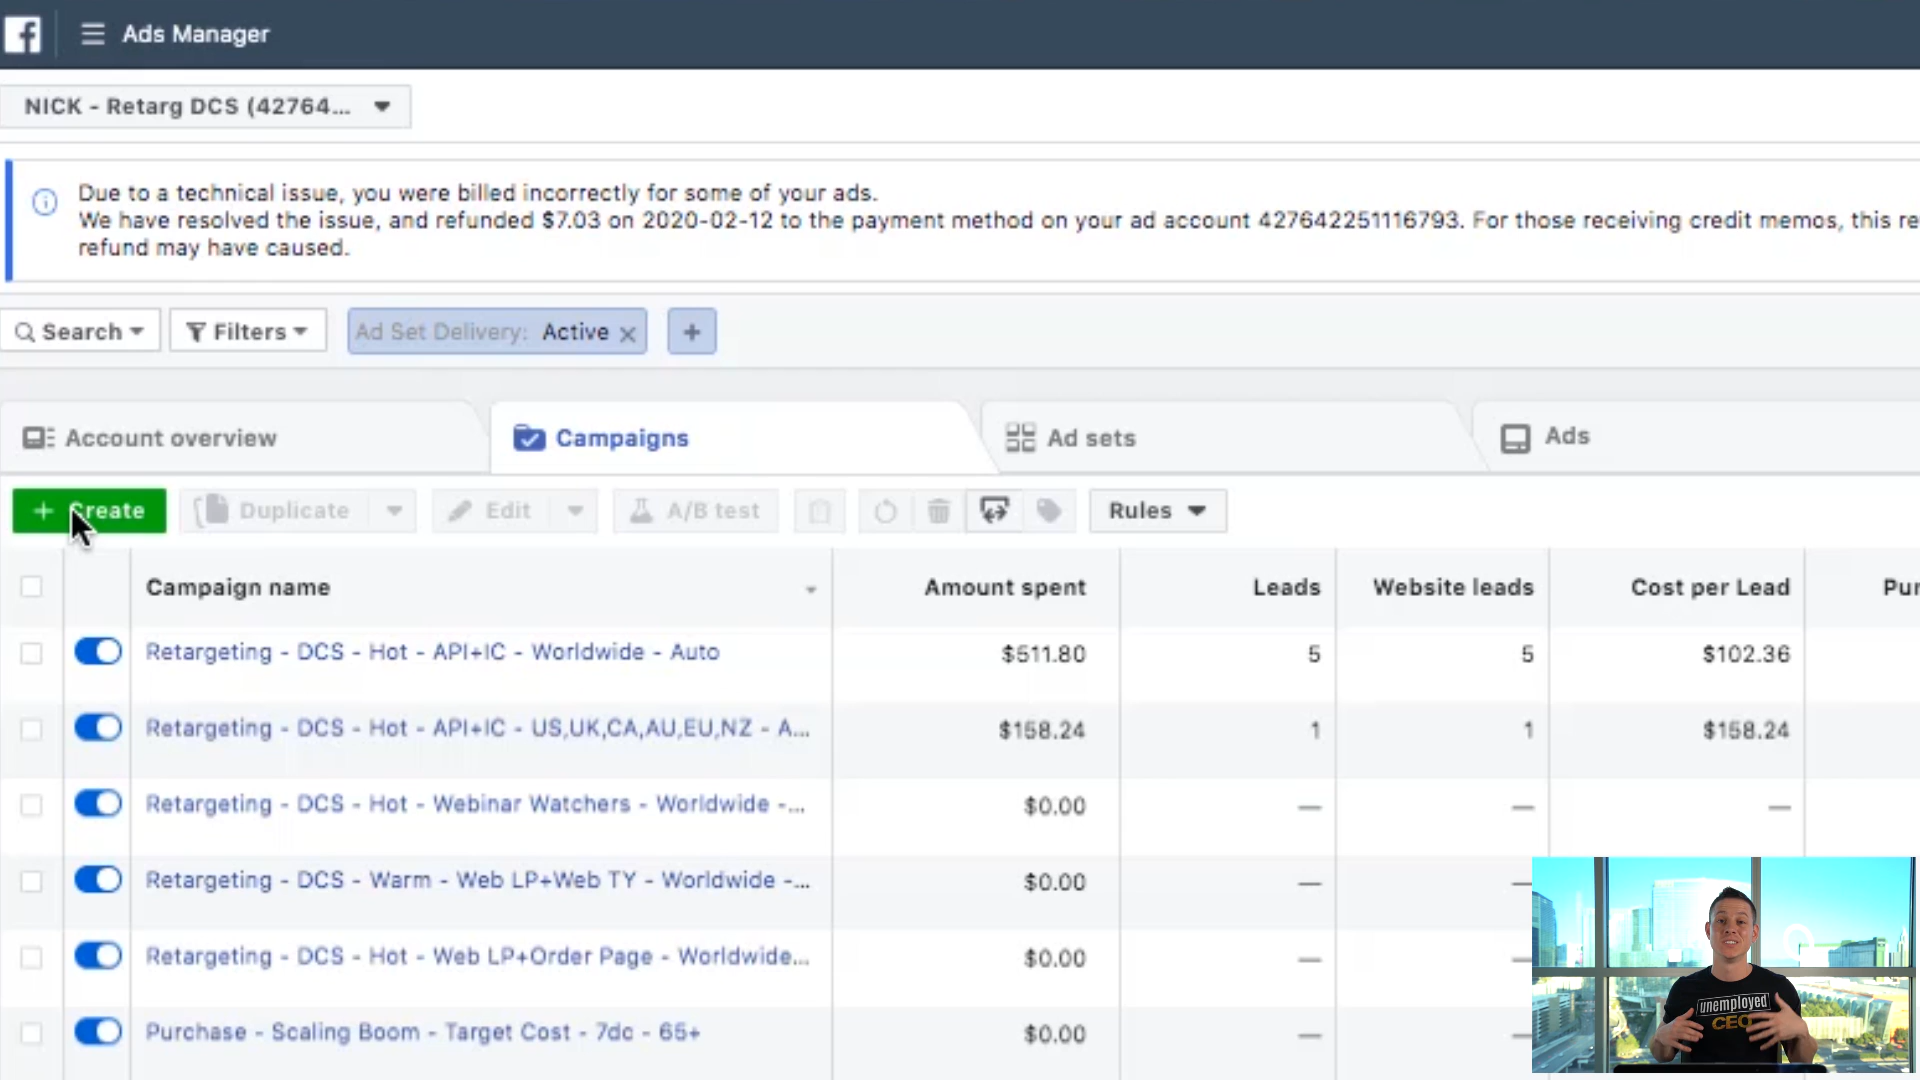 Ads Manager
NICK - Retarg DCS (42764...
Due to a technical issue, you were billed incorrectly for some of your ads.
We have resolved the issue, and refunded $7.03 on 2020-02-12 to the payment method on your ad account 427642251116793. For those receiving credit memos, this re
refund may have caused.
Search Filters Ad Set Delivery: Active
Account overview Campaigns Ad sets Ads
+ Create Duplicate Edit A/B test Rules
Campaign name Amount spent Leads Website leads Cost per Lead Pur
Retargeting - DCS - Hot - API+IC - Worldwide - Auto $511.80 5 5 $102.36
Retargeting - DCS - Hot - API+IC - US,UK,CA,AU,EU,NZ - A... $158.24 1 1 $158.24
Retargeting - DCS - Hot - Webinar Watchers - Worldwide -... $0.00 — — —
Retargeting - DCS - Warm - Web LP+Web TY - Worldwide -... $0.00 — —
Retargeting - DCS - Hot - Web LP+Order Page - Worldwide... $0.00 — —
Purchase - Scaling Boom - Target Cost - 7dc - 65+ $0.00 — —
unemployed
CEO